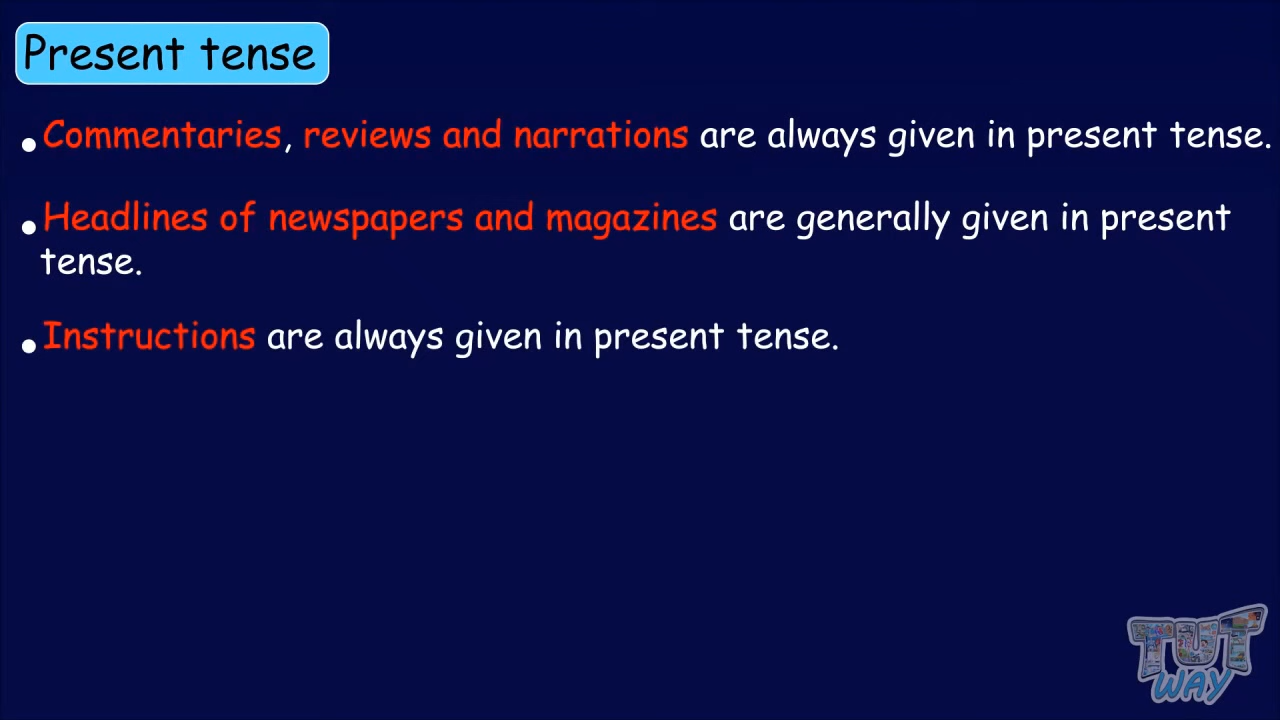 Present tense
•Commentaries, reviews and narrations are always given in present tense.
•Headlines of newspapers and magazines are generally given in present
tense.
•Instructions are always given in present tense.
TUT
WAY